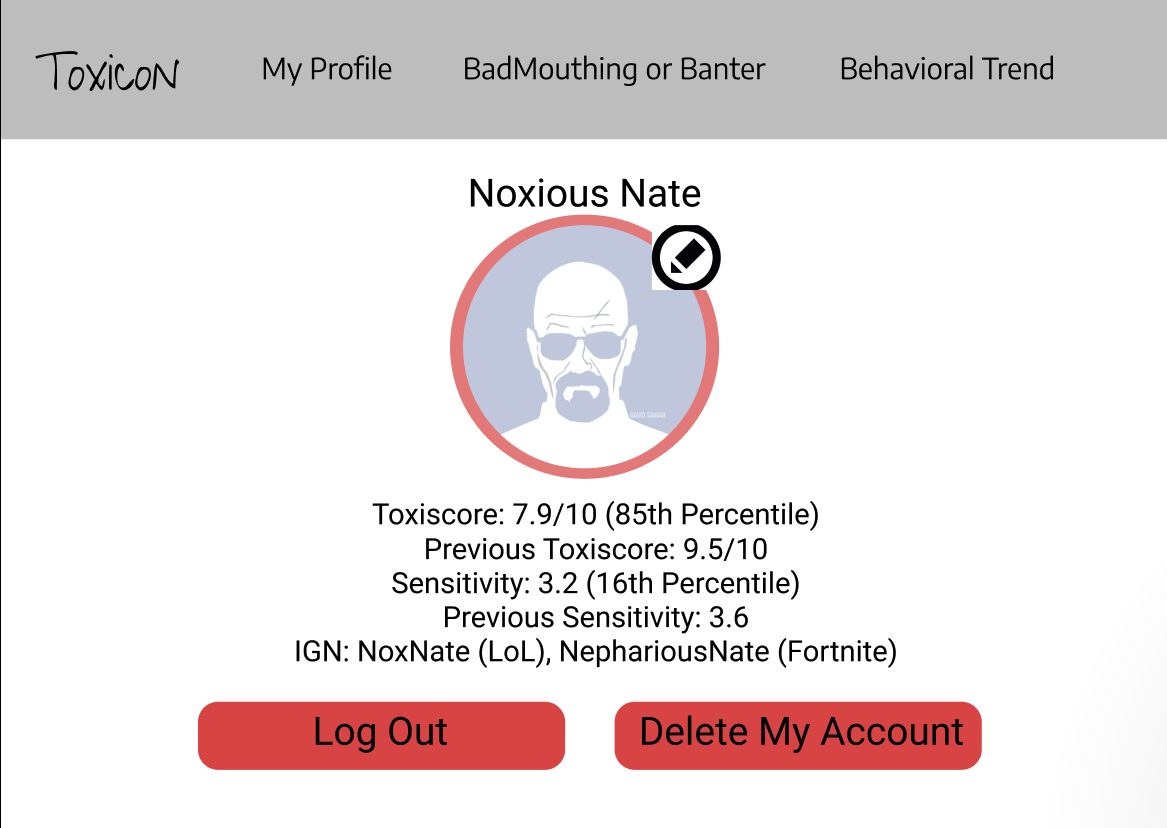 Toxicon
My Profile
BadMouthing or Banter
Behavioral Trend
Noxious Nate
Toxiscore: 7.9/10 (85th Percentile)
Previous Toxiscore: 9.5/10
Sensitivity: 3.2 (16th Percentile)
Previous Sensitivity: 3.6
IGN: NoxNate (LoL), NephariousNate (Fortnite)
Log Out
Delete My Account